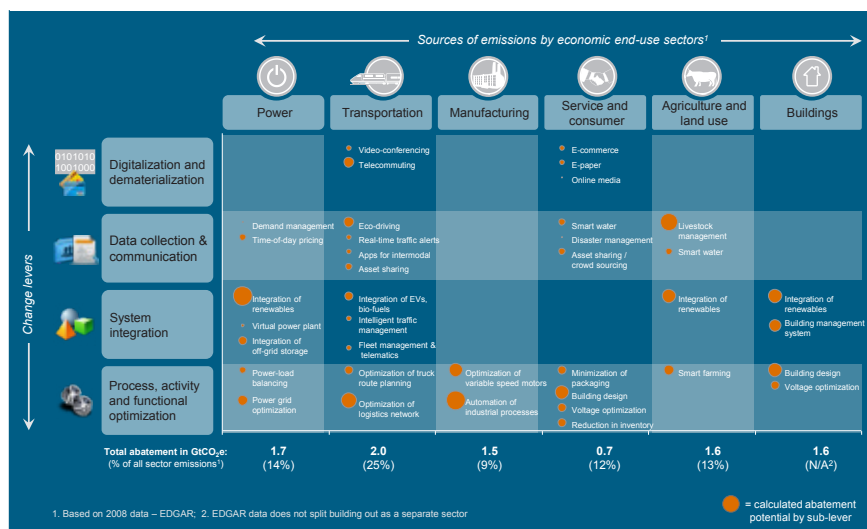 Sources of emissions by economic end-use sectors1
Power
Transportation
Manufacturing
Service and
consumer
Agriculture and
land use
Buildings
Change levers
0101010
1001000
Digitalization and
dematerialization
Video-conferencing
Telecommuting
E-commerce
E-paper
Online media
Data collection &
communication
Demand management
Time-of-day pricing
Eco-driving
Real-time traffic alerts
Apps for intermodal
Asset sharing
Smart water
Disaster management
Asset sharing /
crowd sourcing
Livestock
management
Smart water
System
integration
Integration of
renewables
Virtual power plant
Integration of
off-grid storage
Integration of EVs,
bio-fuels
Intelligent traffic
management
Fleet management &
telematics
Integration of
renewables
Integration of
renewables
Building management
system
Process, activity
and functional
optimization
Power-load
balancing
Power grid
optimization
Optimization of truck
route planning
Optimization of
logistics network
Optimization of
variable speed motors
Automation of
industrial processes
Minimization of
packaging
Building design
Voltage optimization
Reduction in inventory
Smart farming
Building design
Voltage optimization
Total abatement in GtCO2e:
(% of all sector emissions1)
1.7
(14%)
2.0
(25%)
1.5
(9%)
0.7
(12%)
1.6
(13%)
1.6
(N/A2)
= calculated abatement
potential by sub-lever
1. Based on 2008 data – EDGAR; 2. EDGAR data does not split building out as a separate sector